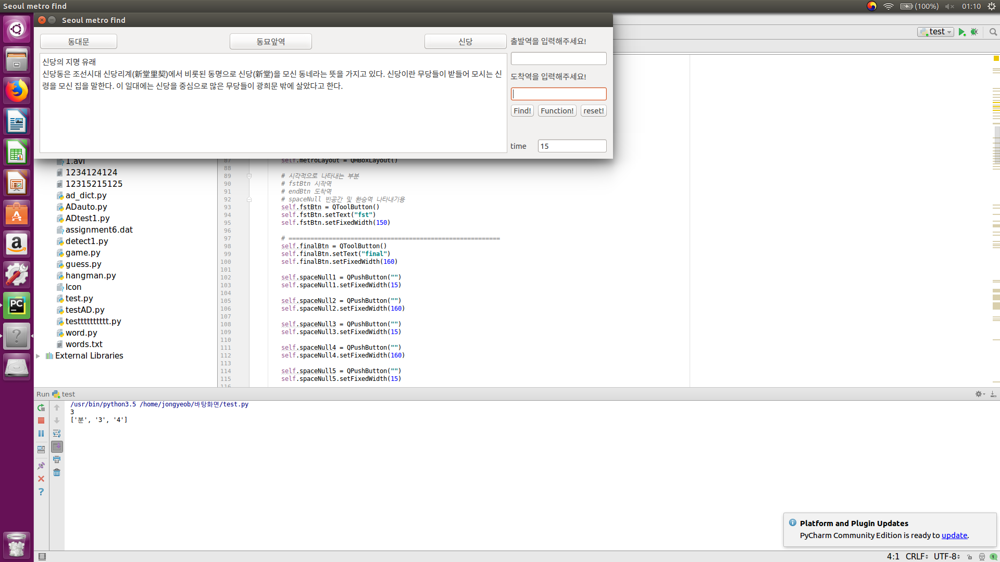 Seoul metro find
(100%)
01:10
Seoul metro find
동대문
동묘앞역
신당
출발역을 입력해주세요!
신당의 지명 유래
신당동은 조선시대 신당리계(新堂里契)에서 비롯된 동명으로 신당(新堂)을 모신 동네라는 뜻을 가지고 있다. 신당이란 무당들이 받들어 모시는 신
령을 모신 집을 말한다. 이 일대에는 신당을 중심으로 많은 무당들이 광희문 밖에 살았다고 한다.
도착역을 입력해주세요!
Find!
Function!
reset!
time
15
test
1.avi
1234124124
12315215125
ad_dict.py
ADauto.py
ADtest1.py
assignment6.dat
detect1.py
game.py
guess.py
hangman.py
Icon
test.py
testAD.py
testttttttttt.py
word.py
words.txt
External Libraries
87 self.metroLayout = QHBoxLayout()
88
89 # 시각적으로 나타내는 부분
90 # fstBtn 시작역
91 # endBtn 도착역
92 # spaceNull 빈공간 및 환승역 나타내기용
93 self.fstBtn = QToolButton()
94 self.fstBtn.setText("fst")
95 self.fstBtn.setFixedWidth(150)
96
97 # ==========================================================
98 self.finalBtn = QToolButton()
99 self.finalBtn.setText("final")
100 self.finalBtn.setFixedWidth(160)
101
102 self.spaceNull1 = QPushButton("")
103 self.spaceNull1.setFixedWidth(15)
104
105 self.spaceNull2 = QPushButton("")
106 self.spaceNull2.setFixedWidth(160)
107
108 self.spaceNull3 = QPushButton("")
109 self.spaceNull3.setFixedWidth(15)
110
111 self.spaceNull4 = QPushButton("")
112 self.spaceNull4.setFixedWidth(160)
113
114 self.spaceNull5 = QPushButton("")
115 self.spaceNull5.setFixedWidth(15)
116
Run test
/usr/bin/python3.5 /home/jongyeob/바탕화면/test.py
3
['분', '3', '4']
Platform and Plugin Updates
PyCharm Community Edition is ready to update.
4:1 CRLF UTF-8 1